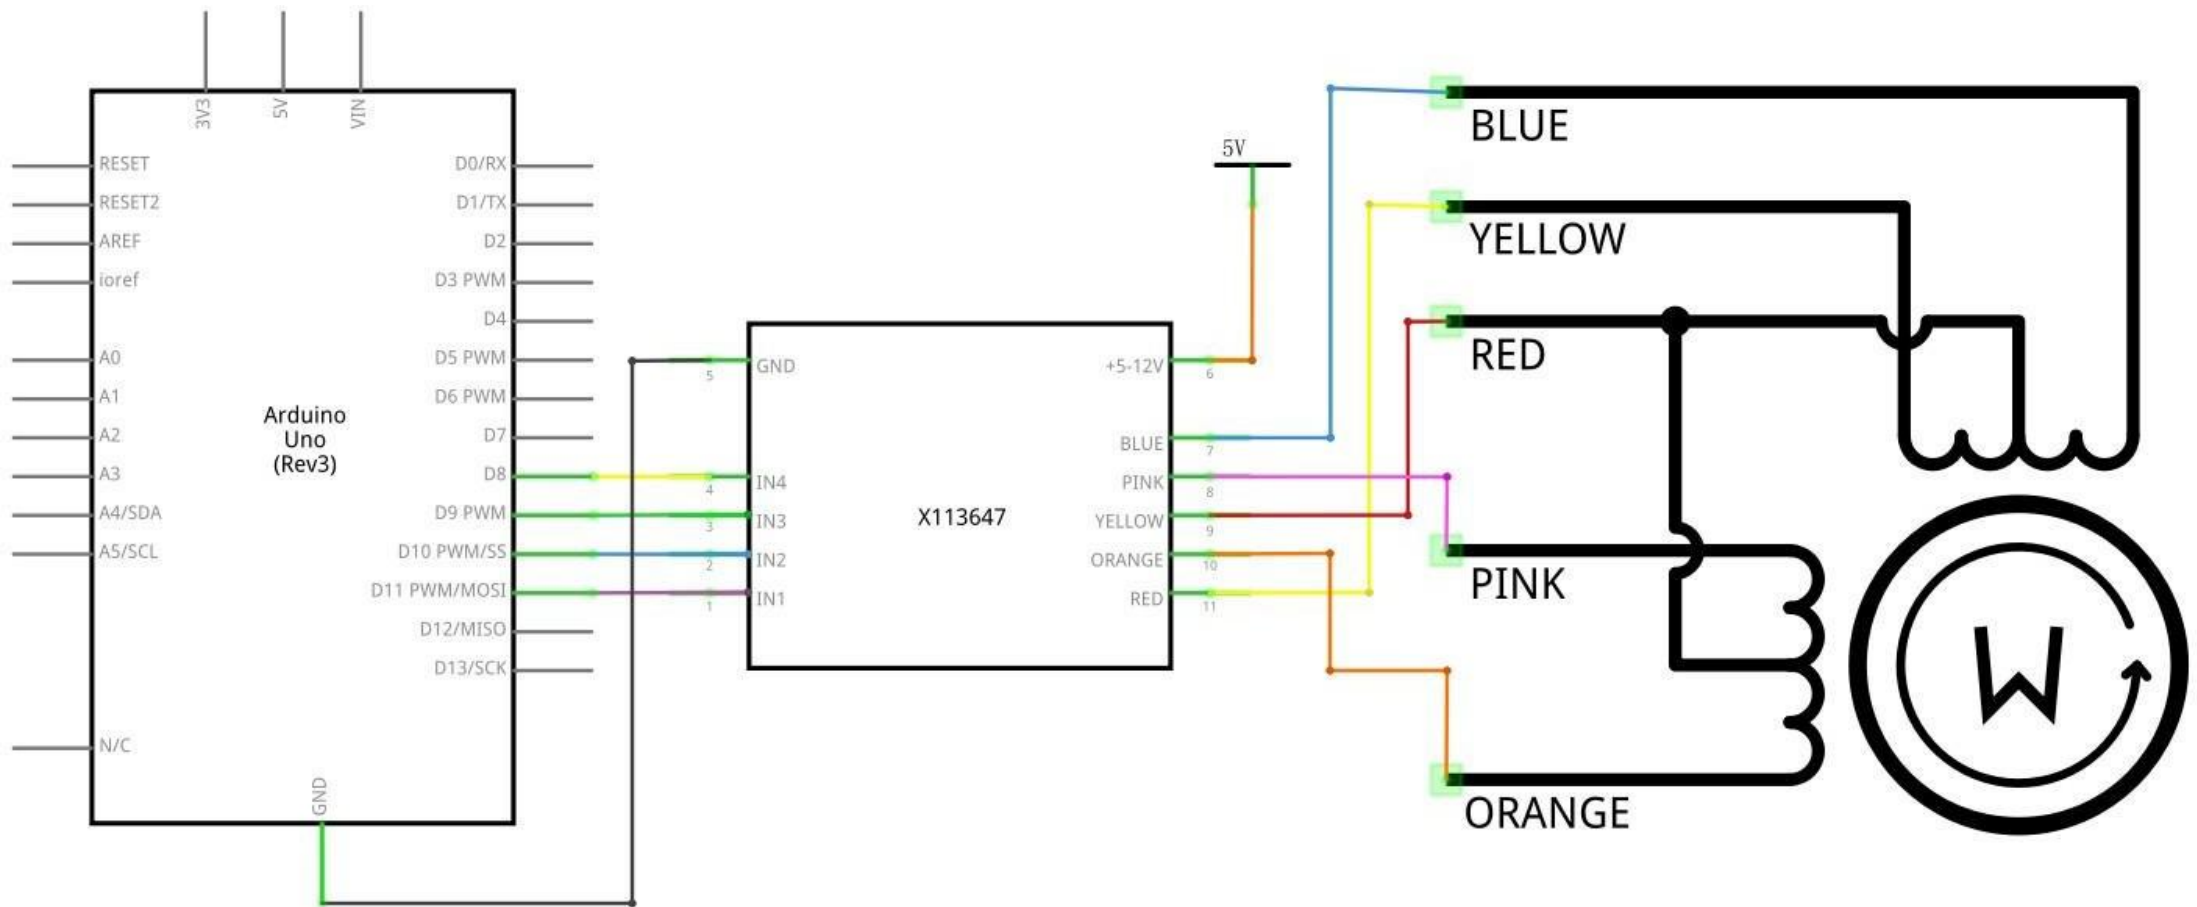 3V3
5V
VIN
RESET
RESET2
AREF
ioref
A0
A1
A2
A3
A4/SDA
A5/SCL
N/C
Arduino
Uno
(Rev3)
D0/RX
D1/TX
D2
D3 PWM
D4
D5 PWM
D6 PWM
D7
D8
D9 PWM
D10 PWM/SS
D11 PWM/MOSI
D12/MISO
D13/SCK
GND
5
4
3
2
1
GND
IN4
IN3
IN2
IN1
X113647
+5-12V
BLUE
PINK
YELLOW
ORANGE
RED
6
7
8
9
10
11
5V
BLUE
YELLOW
RED
PINK
ORANGE
M